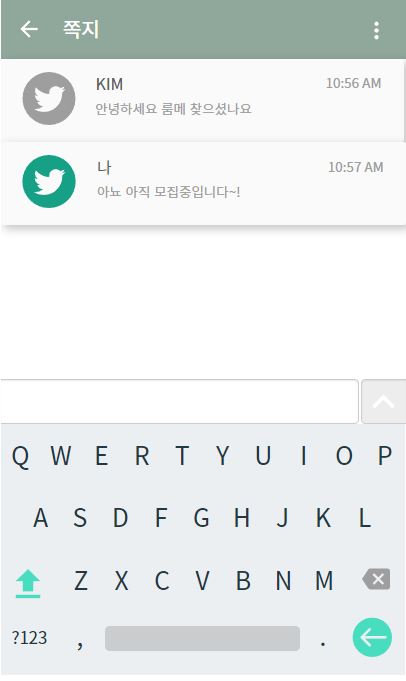 쪽지
KIM 10:56 AM
안녕하세요 룸메 찾으셨나요
나 10:57 AM
아뇨 아직 모집중입니다~!
Q W E R T Y U I O P
A S D F G H J K L
Z X C V B N M
?123 , .